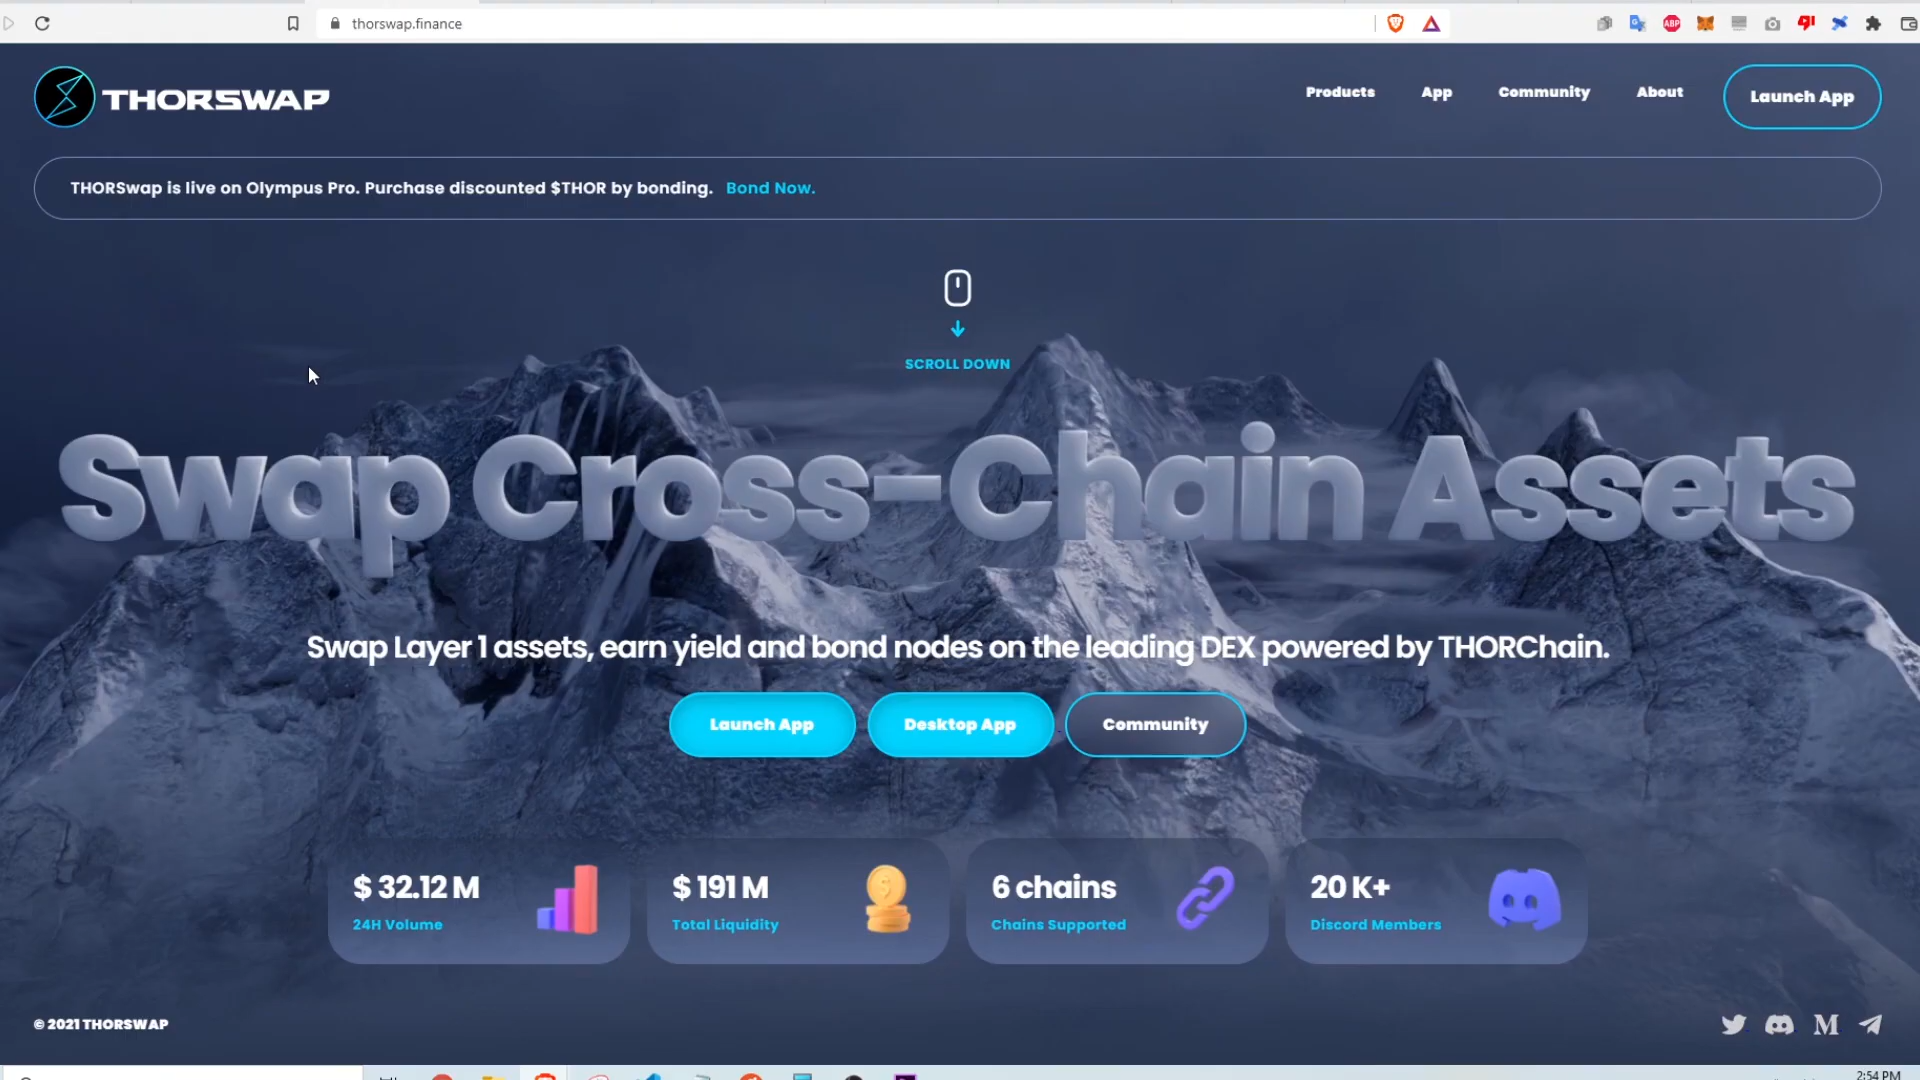 thorswap.finance
ABP
THORSWAP
Products
App
Community
About
Launch App
THORSwap is live on Olympus Pro. Purchase discounted $THOR by bonding. Bond Now.
SCROLL DOWN
Swap Cross-Chain Assets
Swap Layer 1 assets, earn yield and bond nodes on the leading DEX powered by THORChain.
Launch App
Desktop App
Community
$ 32.12 M
24H Volume
$ 191 M
Total Liquidity
6 chains
Chains Supported
20 K+
Discord Members
© 2021 THORSWAP
2:54 PM